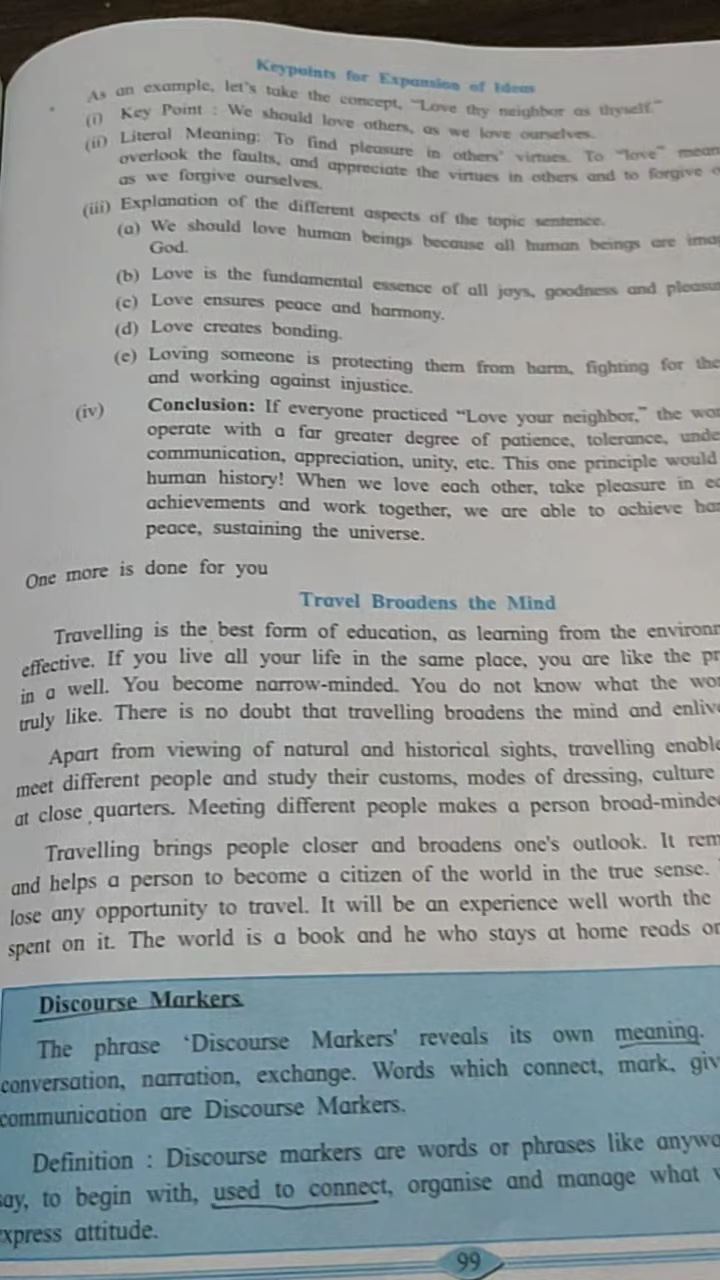 Keypoints for Expansion of Ideas
As an example, let's take the concept, "Love thy neighbor as thyself."
(i) Key Point : We should love others, as we love ourselves.
(ii) Literal Meaning: To find pleasure in others' virtues. To "love" mean
overlook the faults, and appreciate the virtues in others and to forgive
as we forgive ourselves.
(iii) Explanation of the different aspects of the topic sentence.
(a) We should love human beings because all human beings are
God.
(b) Love is the fundamental essence of all joys, goodness and
(c) Love ensures peace and harmony.
(d) Love creates bonding.
(e) Loving someone is protecting them from harm, fighting for
and working against injustice.
(iv) Conclusion: If everyone practiced "Love your neighbor," the
operate with a far greater degree of patience, tolerance,
communication, appreciation, unity, etc. This one principle would
human history! When we love each other, take pleasure in
achievements and work together, we are able to achieve
peace, sustaining the universe.
One more is done for you
Travel Broadens the Mind
Travelling is the best form of education, as learning from the
effective. If you live all your life in the same place, you are like the
in a well. You become narrow-minded. You do not know what the
truly like. There is no doubt that travelling broadens the mind and
Apart from viewing of natural and historical sights, travelling
meet different people and study their customs, modes of dressing, culture
at close quarters. Meeting different people makes a person
Travelling brings people closer and broadens one's outlook. It
and helps a person to become a citizen of the world in the true sense.
lose any opportunity to travel. It will be an experience well worth the
spent on it. The world is a book and he who stays at home reads
Discourse Markers
The phrase 'Discourse Markers' reveals its own meaning.
conversation, narration, exchange. Words which connect, mark,
communication are Discourse Markers.
Definition : Discourse markers are words or phrases like
say, to begin with, used to connect, organise and manage what
express attitude.
99